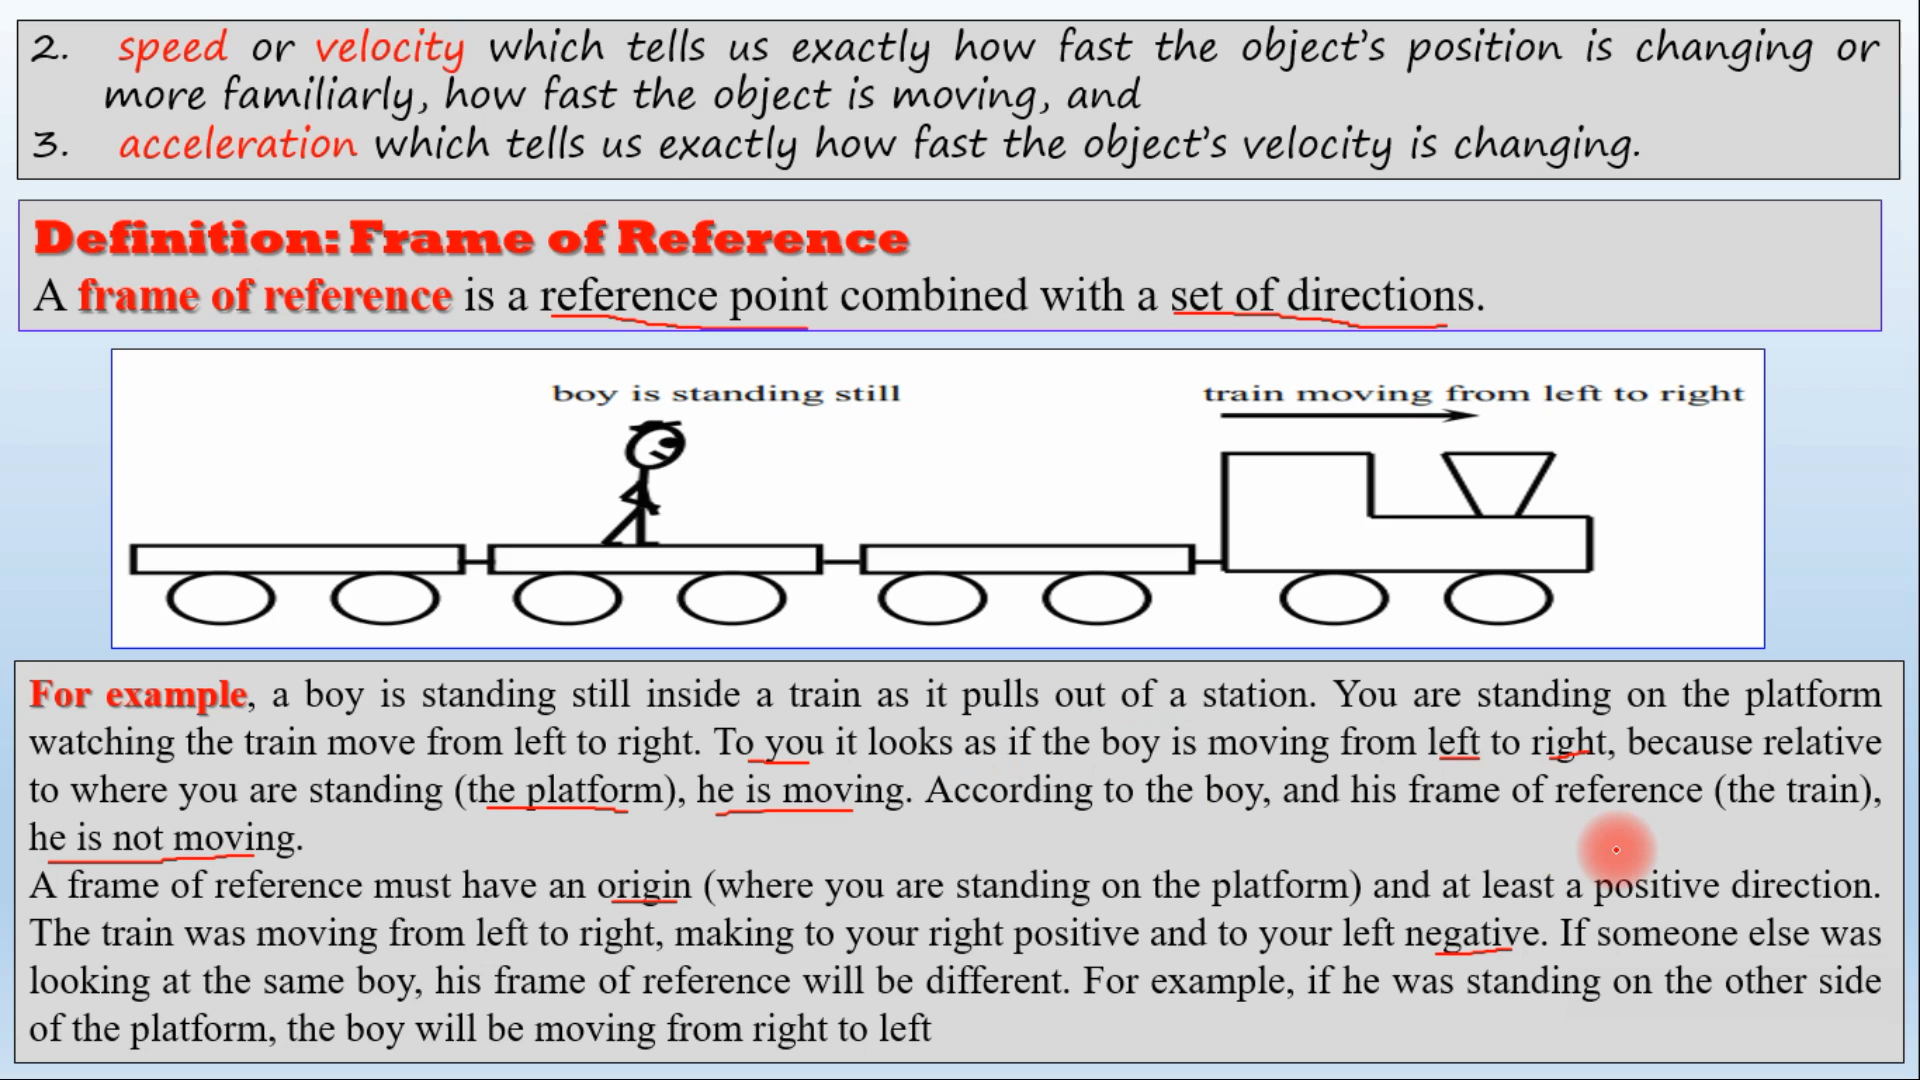 2. speed or velocity which tells us exactly how fast the object's position is changing or
more familiarly, how fast the object is moving, and
3. acceleration which tells us exactly how fast the object's velocity is changing.
Definition: Frame of Reference
A frame of reference is a reference point combined with a set of directions.
boy is standing still
train moving from left to right
For example, a boy is standing still inside a train as it pulls out of a station. You are standing on the platform
watching the train move from left to right. To you it looks as if the boy is moving from left to right, because relative
to where you are standing (the platform), he is moving. According to the boy, and his frame of reference (the train),
he is not moving.
A frame of reference must have an origin (where you are standing on the platform) and at least a positive direction.
The train was moving from left to right, making to your right positive and to your left negative. If someone else was
looking at the same boy, his frame of reference will be different. For example, if he was standing on the other side
of the platform, the boy will be moving from right to left